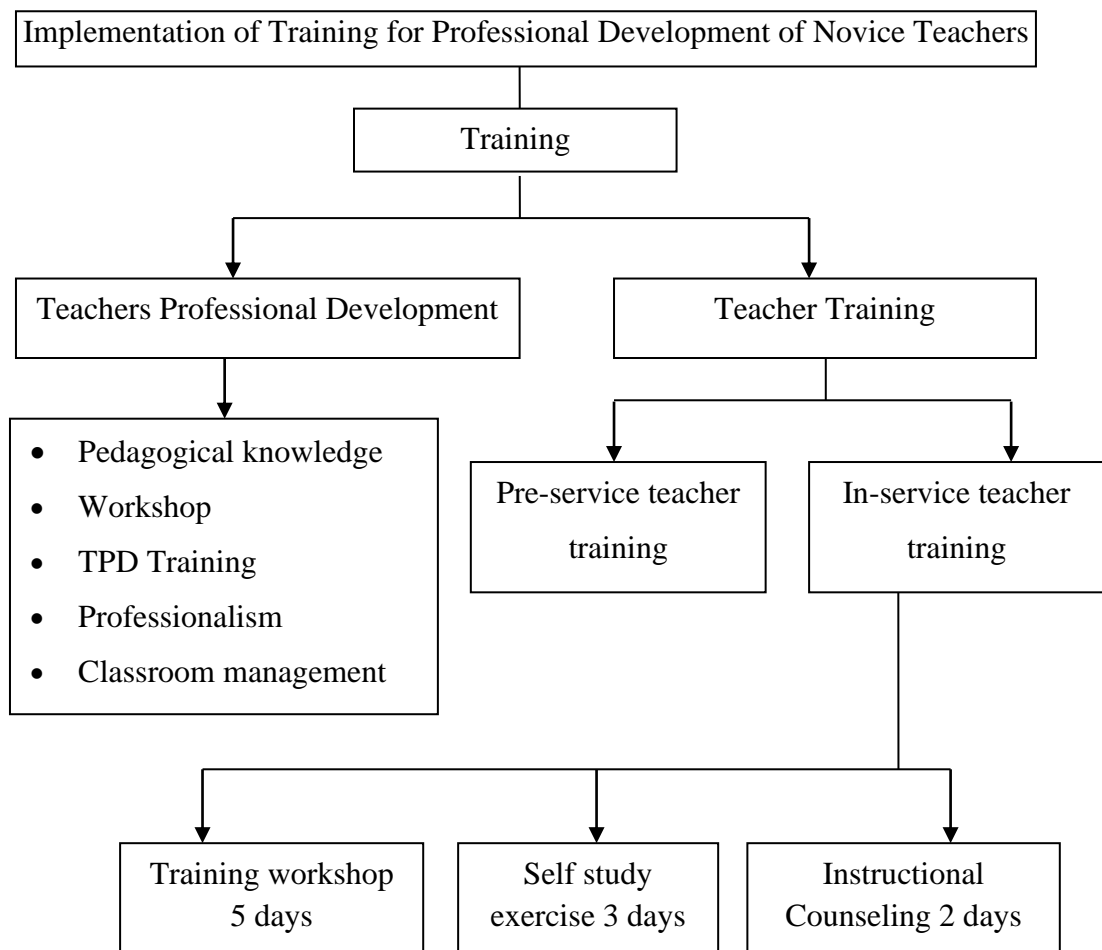 Implementation of Training for Professional Development of Novice Teachers
Training
Teachers Professional Development
Teacher Training
• Pedagogical knowledge
• Workshop
• TPD Training
• Professionalism
• Classroom management
Pre-service teacher
training
In-service teacher
training
Training workshop
5 days
Self study
exercise 3 days
Instructional
Counseling 2 days